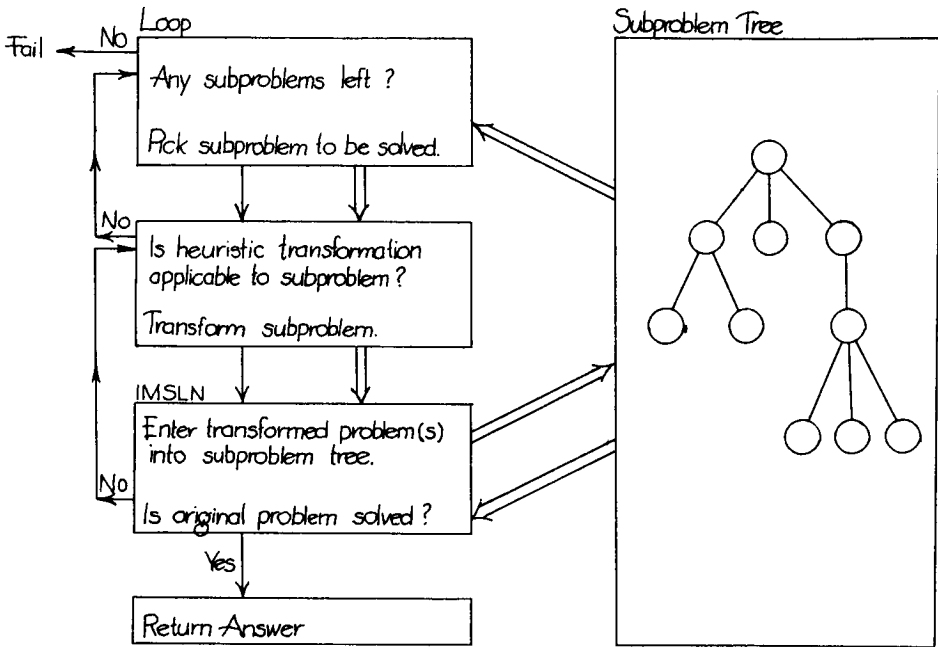 Loop
Fail
No
Any subproblems left ?
Pick subproblem to be solved.
No
Is heuristic transformation
applicable to subproblem ?
Transform subproblem.
IMSLN
Enter transformed problem(s)
into subproblem tree.
No
Is original problem solved ?
Yes
Return Answer
Subproblem Tree